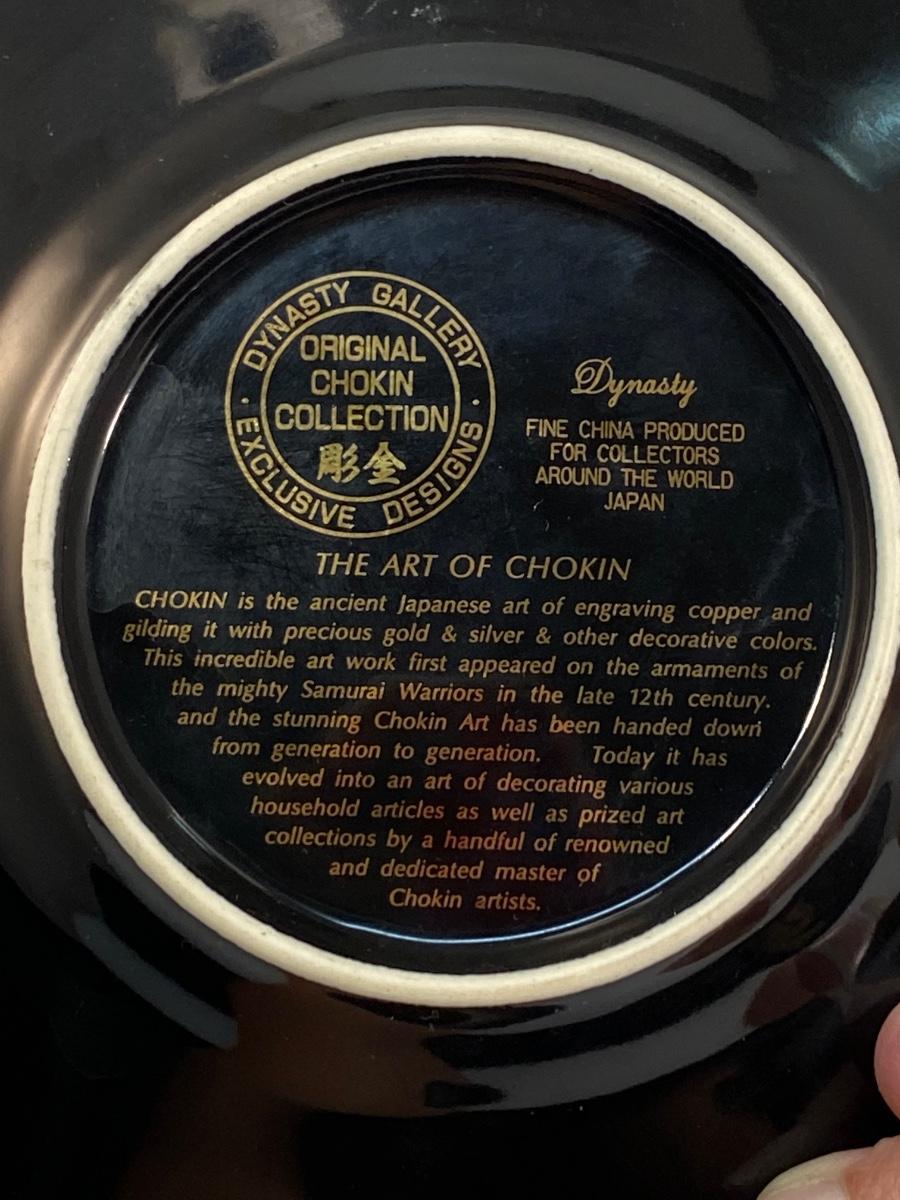 DYNASTY GALLERY
ORIGINAL
CHOKIN
COLLECTION
彫金
· EXCLUSIVE DESIGNS ·
Dynasty
FINE CHINA PRODUCED
FOR COLLECTORS
AROUND THE WORLD
JAPAN
THE ART OF CHOKIN
CHOKIN is the ancient Japanese art of engraving copper and
gilding it with precious gold & silver & other decorative colors.
This incredible art work first appeared on the armaments of
the mighty Samurai Warriors in the late 12th century.
and the stunning Chokin Art has been handed down
from generation to generation. Today it has
evolved into an art of decorating various
household articles as well as prized art
collections by a handful of renowned
and dedicated master of
Chokin artists.